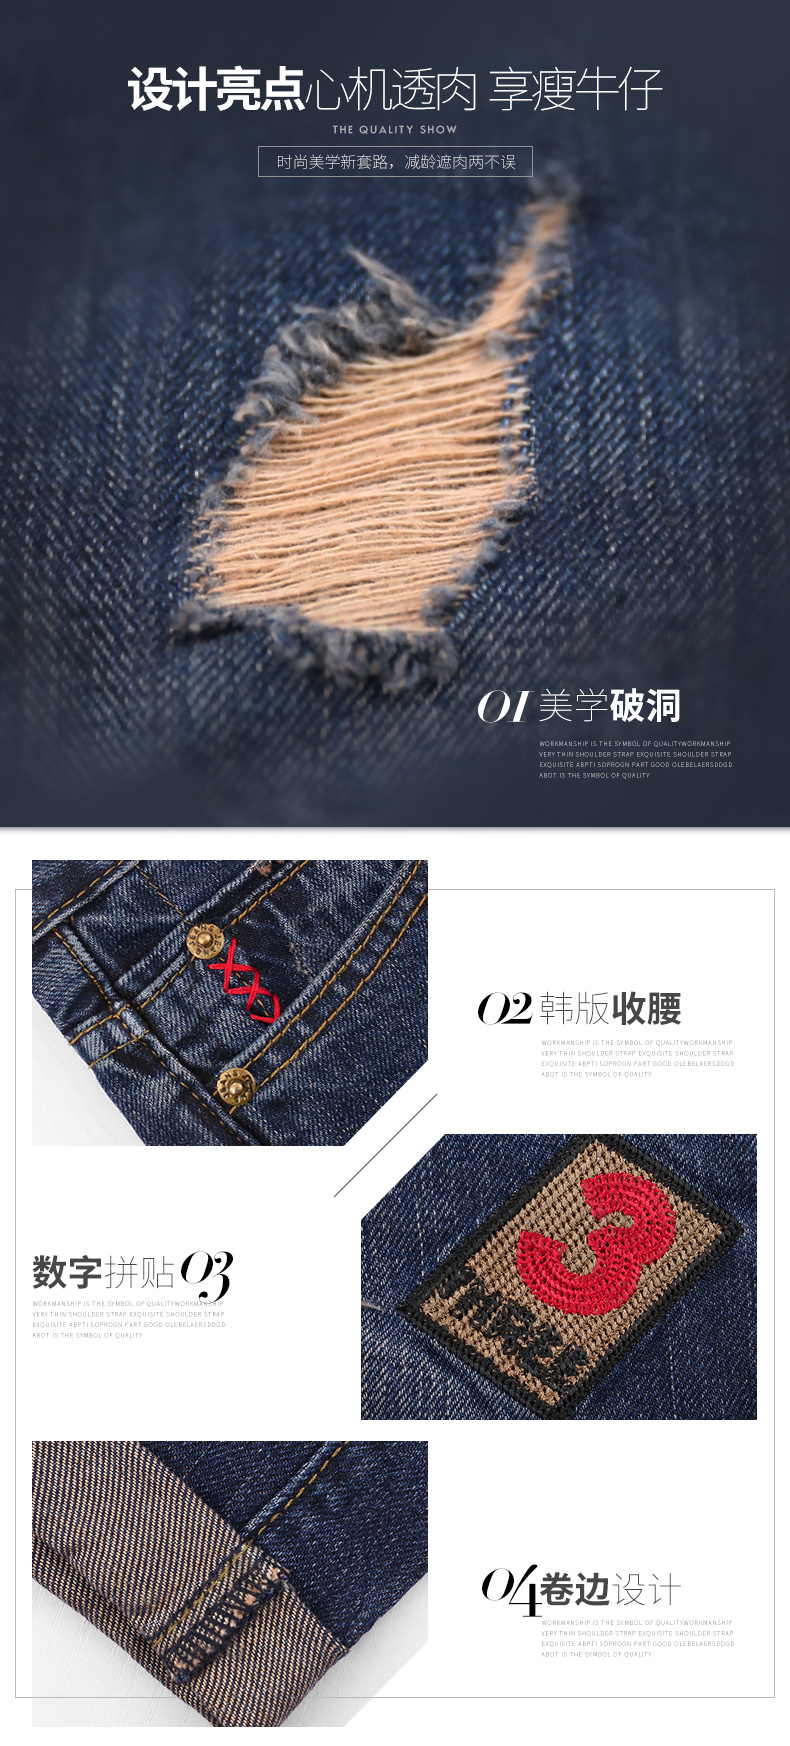 设计亮点心机透肉 享瘦牛仔
THE QUALITY SHOW
时尚美学新套路，减龄遮肉两不误
01 美学破洞
WORKMANSHIP IS THE SYMBOL OF QUALITYWORKMANSHIP
VERY THIN SHOULDER STRAP EXQUISITE SHOULDER STRAP
EXQUISITE ABPTI SOPROGN PART GOOD OLEBELAERSDDGD
ABOT IS THE SYMBOL OF QUALITY
02 韩版收腰
WORKMANSHIP IS THE SYMBOL OF QUALITYWORKMANSHIP
VERY THIN SHOULDER STRAP EXQUISITE SHOULDER STRAP
EXQUISITE ABPTI SOPROGN PART GOOD OLEBELAERSDDGD
ABOT IS THE SYMBOL OF QUALITY
3
数字拼贴 03
WORKMANSHIP IS THE SYMBOL OF QUALITYWORKMANSHIP
VERY THIN SHOULDER STRAP EXQUISITE SHOULDER STRAP
EXQUISITE ABPTI SOPROGN PART GOOD OLEBELAERSDDGD
ABOT IS THE SYMBOL OF QUALITY
04 卷边设计
WORKMANSHIP IS THE SYMBOL OF QUALITYWORKMANSHIP
VERY THIN SHOULDER STRAP EXQUISITE SHOULDER STRAP
EXQUISITE ABPTI SOPROGN PART GOOD OLEBELAERSDDGD
ABOT IS THE SYMBOL OF QUALITY